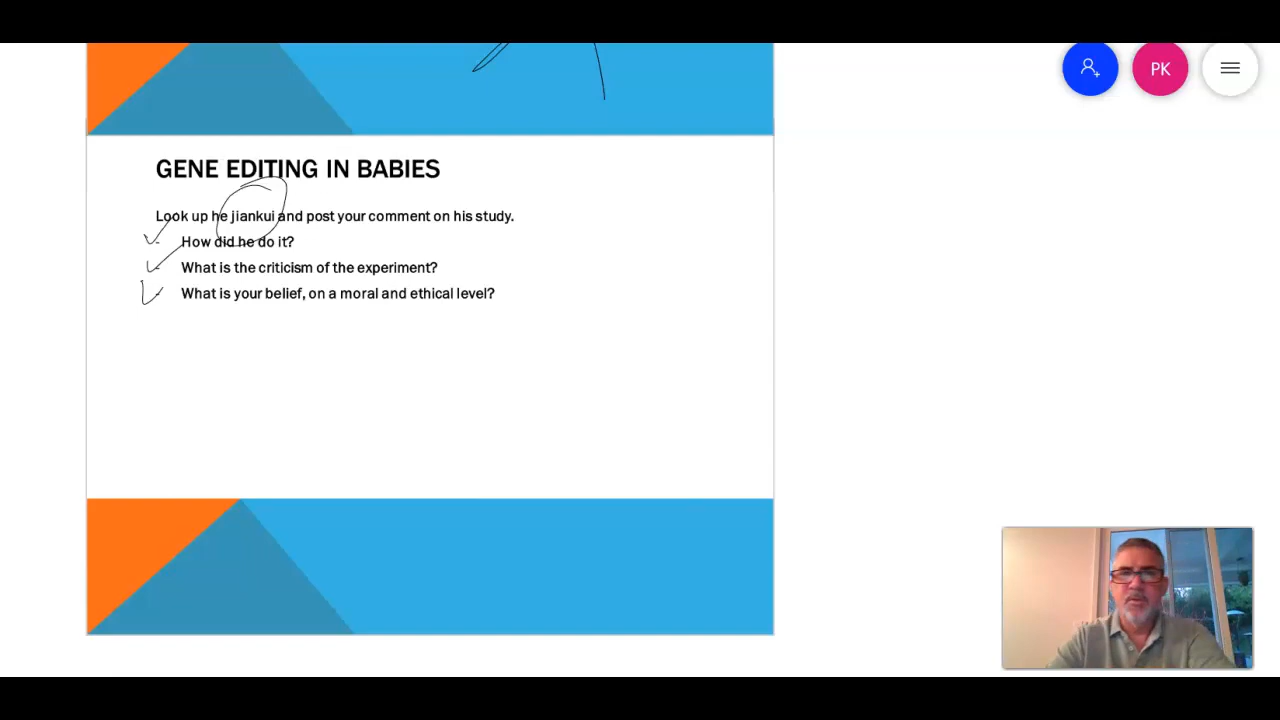 PK
GENE EDITING IN BABIES
Look up he jiankui and post your comment on his study.
- How did he do it?
- What is the criticism of the experiment?
What is your belief, on a moral and ethical level?